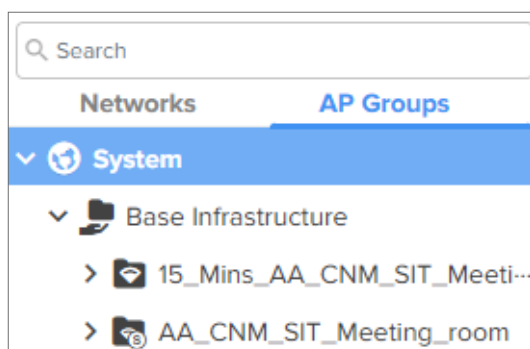 Search
Networks AP Groups
System
Base Infrastructure
15_Mins_AA_CNM_SIT_Meeti···
AA_CNM_SIT_Meeting_room